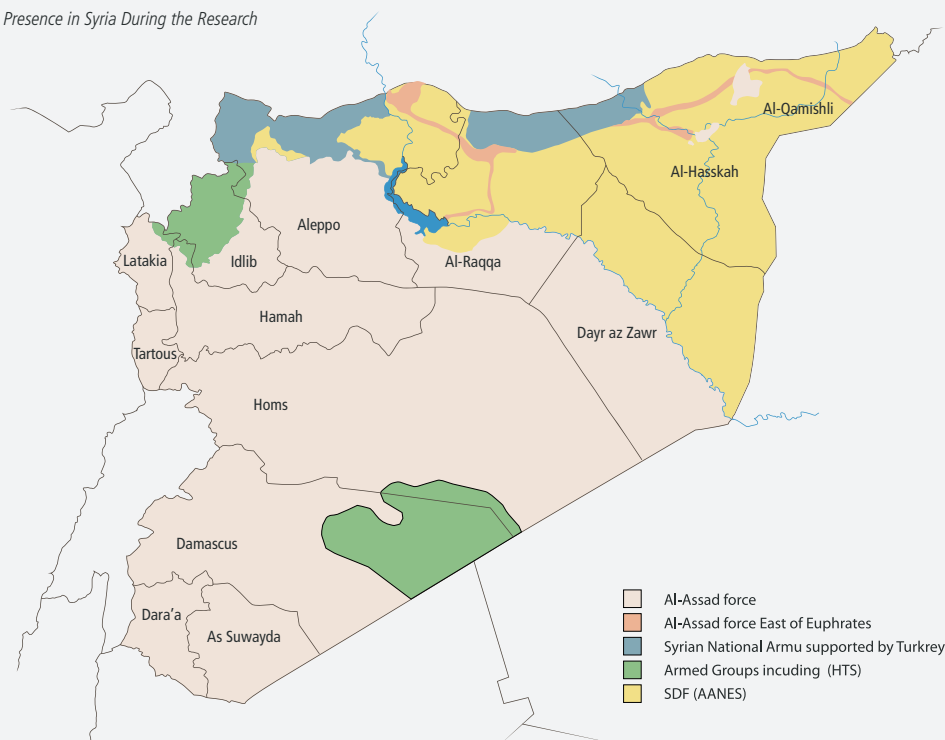 Presence in Syria During the Research
Al-Qamishli
Al-Hasskah
Aleppo
Latakia
Idlib
Al-Raqqa
Hamah
Dayr az Zawr
Tartous
Homs
Damascus
Dara'a
As Suwayda
Al-Assad force
Al-Assad force East of Euphrates
Syrian National Armu supported by Turkrey
Armed Groups incuding (HTS)
SDF (AANES)